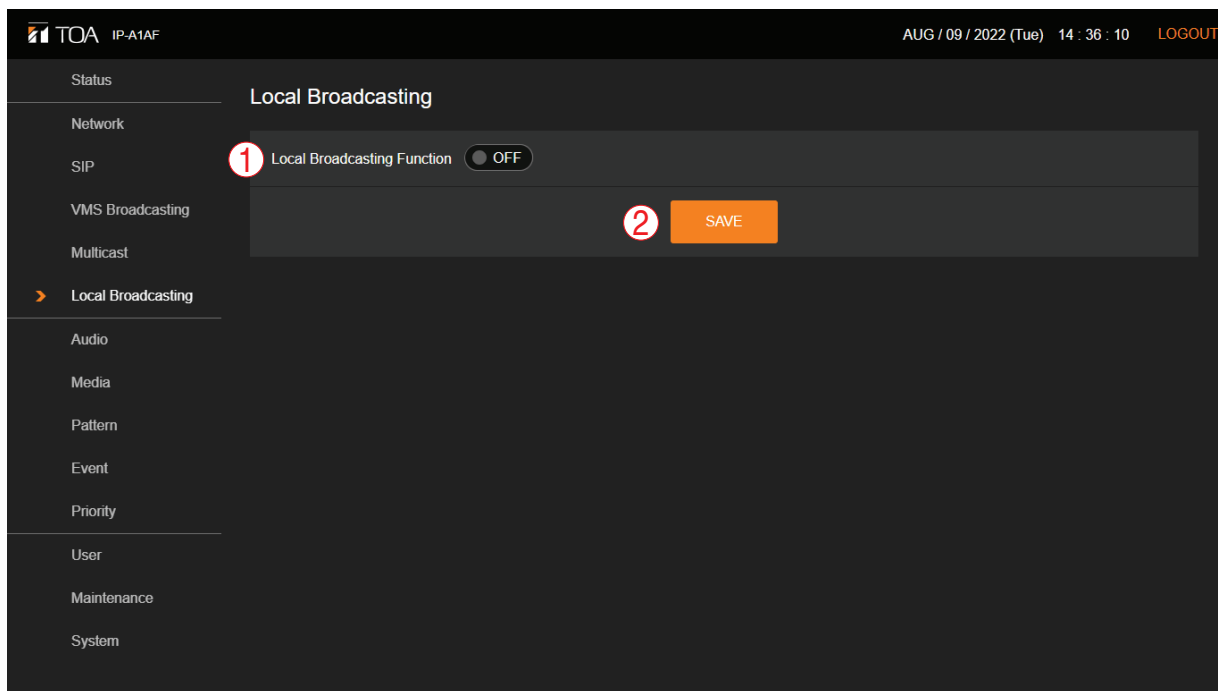 TOA IP-A1AF
AUG / 09 / 2022 (Tue) 14 : 36 : 10 LOGOUT
Status
Network
SIP
VMS Broadcasting
Multicast
Local Broadcasting
Audio
Media
Pattern
Event
Priority
User
Maintenance
System
Local Broadcasting
1 Local Broadcasting Function OFF
2 SAVE